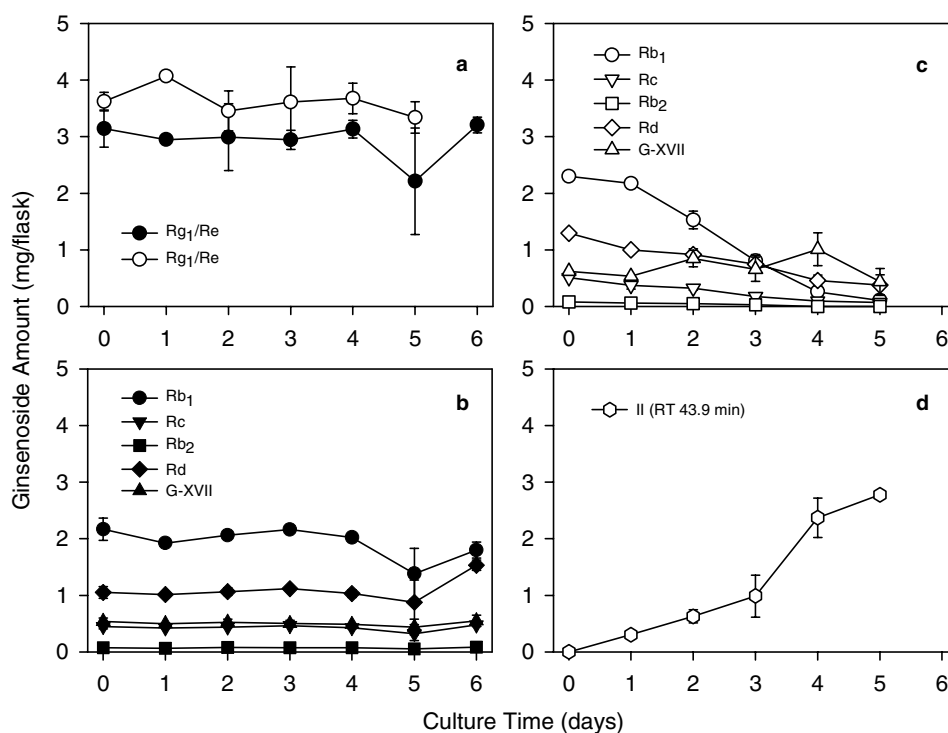 Ginsenoside Amount (mg/flask)
5
4
3
2
1
0
a
Rg1/Re
Rg1/Re
0 1 2 3 4 5 6
5
4
3
2
1
0
c
Rb1
Rc
Rb2
Rd
G-XVII
0 1 2 3 4 5 6
5
4
3
2
1
0
b
Rb1
Rc
Rb2
Rd
G-XVII
0 1 2 3 4 5 6
5
4
3
2
1
0
d
II (RT 43.9 min)
0 1 2 3 4 5 6
Culture Time (days)